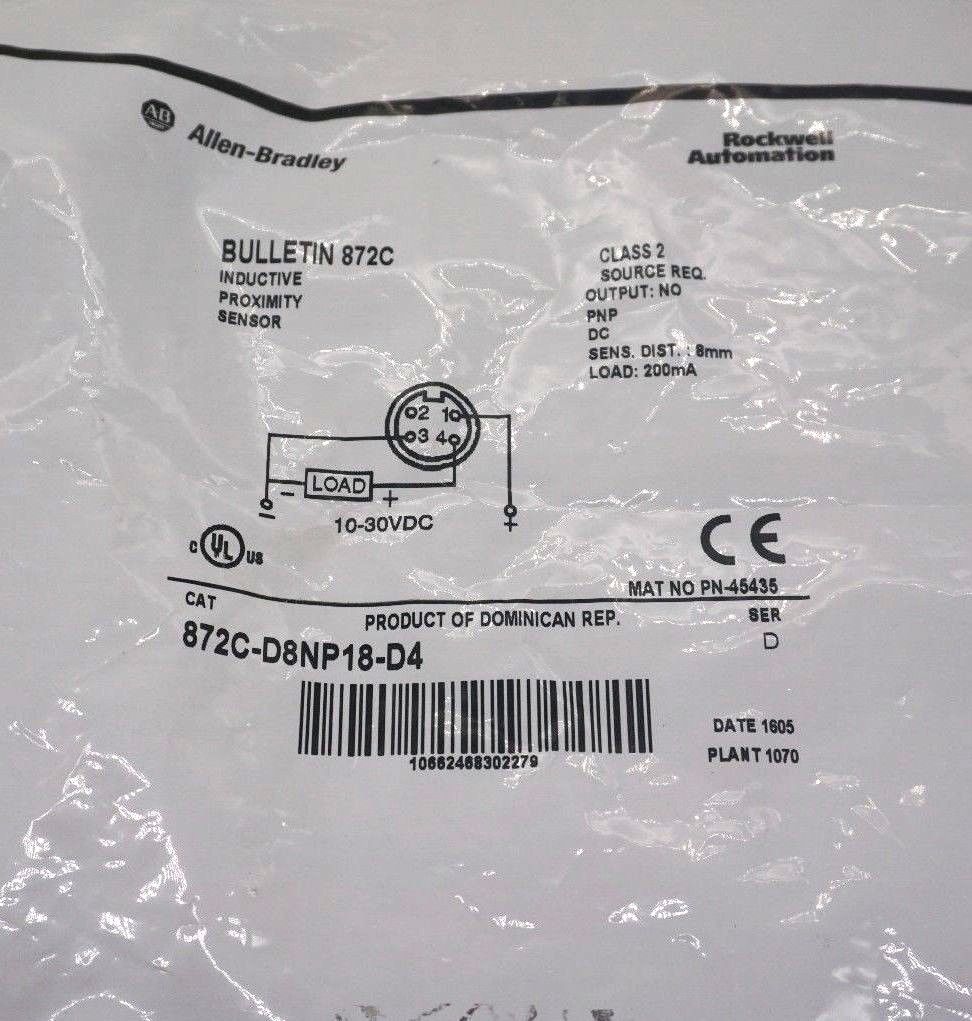 AB
Allen-Bradley
Rockwell
Automation
BULLETIN 872C
INDUCTIVE
PROXIMITY
SENSOR
CLASS 2
SOURCE REQ.
OUTPUT: NO
PNP
DC
SENS. DIST. : 8mm
LOAD: 200mA
2 1
3 4
- LOAD +
- +
10-30VDC
C UL US
CE
MAT NO PN-45435
CAT
PRODUCT OF DOMINICAN REP.
SER
872C-D8NP18-D4
D
10662468302279
DATE 1605
PLANT 1070